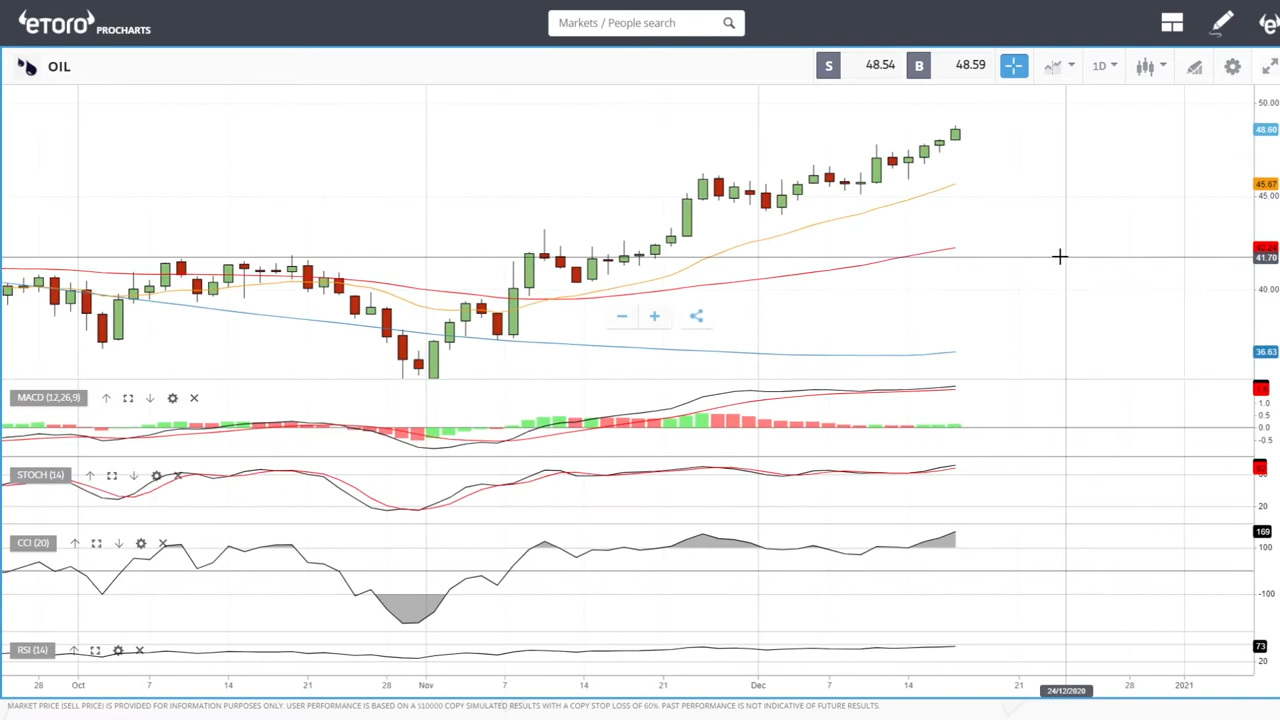 etoro PROCHARTS
Markets / People search
OIL
S 48.54 B 48.59
1D
50.00
48.60
45.67
45.00
41.70
40.00
36.63
MACD (12,26,9)
1.0
0.5
0.0
-0.5
STOCH (14)
20
CCI (20)
169
100
-100
RSI (14)
73
20
28 Oct 7 14 21 28 Nov 7 14 21 Dec 7 14 21 24/12/2020 28 2021
MARKET PRICE (SELL PRICE) IS PROVIDED FOR INFORMATION PURPOSES ONLY. USER PERFORMANCE IS BASED ON A $10000 COPY SIMULATED RESULTS WITH A COPY STOP LOSS OF 60%. PAST PERFORMANCE IS NOT INDICATIVE OF FUTURE RESULTS.